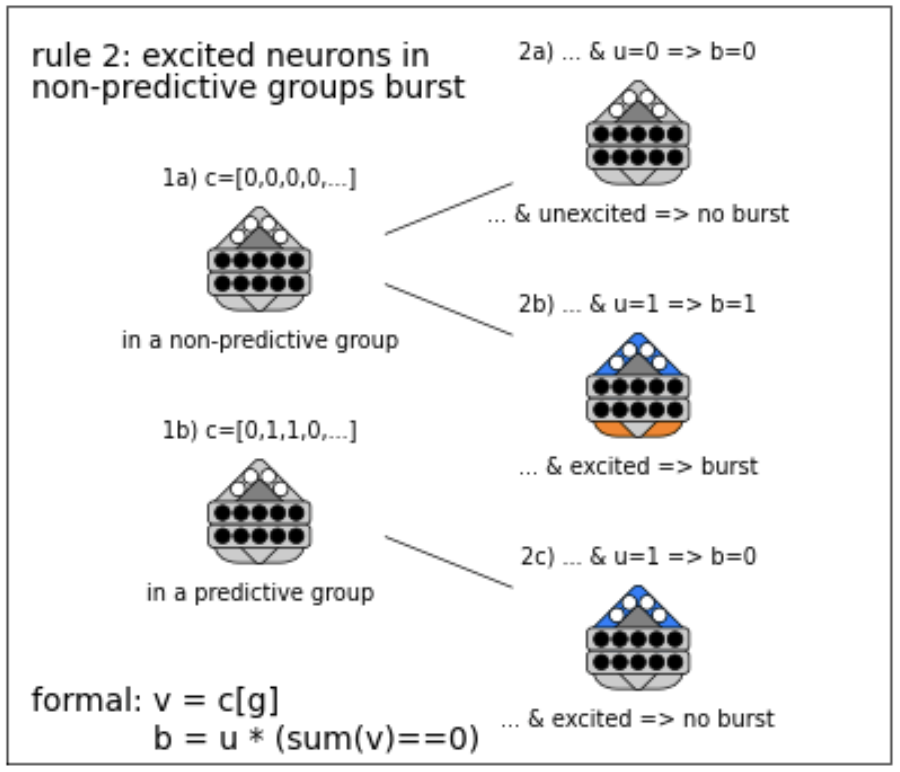 rule 2: excited neurons in
non-predictive groups burst
1a) c=[0,0,0,0,...]
in a non-predictive group
1b) c=[0,1,1,0,...]
in a predictive group
2a) ... & u=0 => b=0
... & unexcited => no burst
2b) ... & u=1 => b=1
... & excited => burst
2c) ... & u=1 => b=0
... & excited => no burst
formal: v = c[g]
b = u * (sum(v)==0)